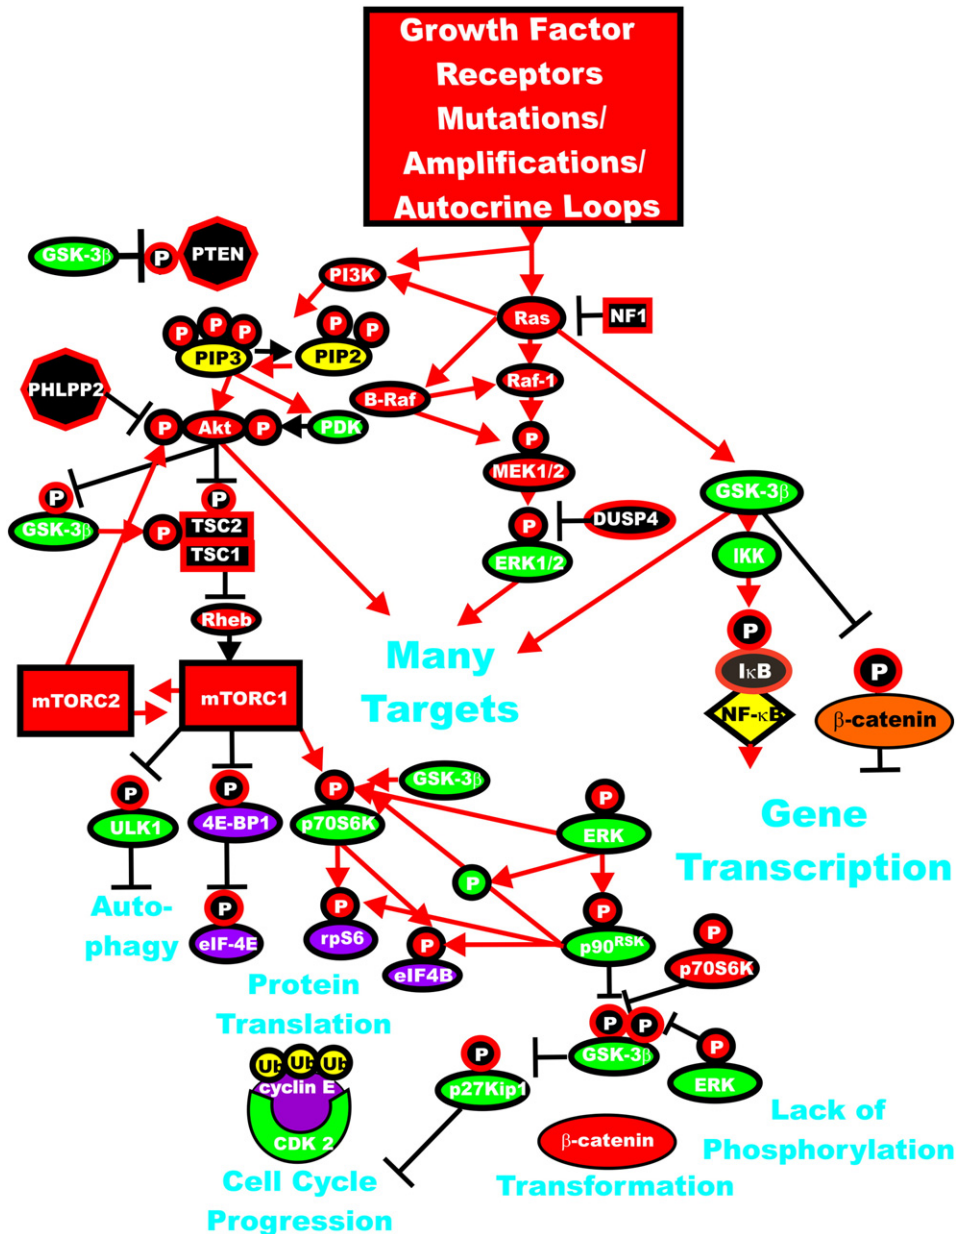 Growth Factor
Receptors
Mutations/
Amplifications/
Autocrine Loops
GSK-3β
P
PTEN
PI3K
Ras
NF1
P
P
P
PIP3
P
P
PIP2
Raf-1
B-Raf
PHLPP2
P
Akt
P
PDK
P
MEK1/2
P
GSK-3β
P
P
TSC2
TSC1
P
DUSP4
ERK1/2
GSK-3β
IKK
Rheb
P
IκB
NF-κB
P
β-catenin
Many
Targets
mTORC2
mTORC1
P
ULK1
P
4E-BP1
P
p70S6K
GSK-3β
P
ERK
Gene
Transcription
P
Auto-
phagy
P
eIF-4E
P
rpS6
P
eIF4B
P
p90RSK
P
p70S6K
Protein
Translation
P
P
GSK-3β
P
p27Kip1
P
ERK
Ub
Ub
Ub
cyclin E
CDK 2
β-catenin
Lack of
Phosphorylation
Cell Cycle
Progression
Transformation